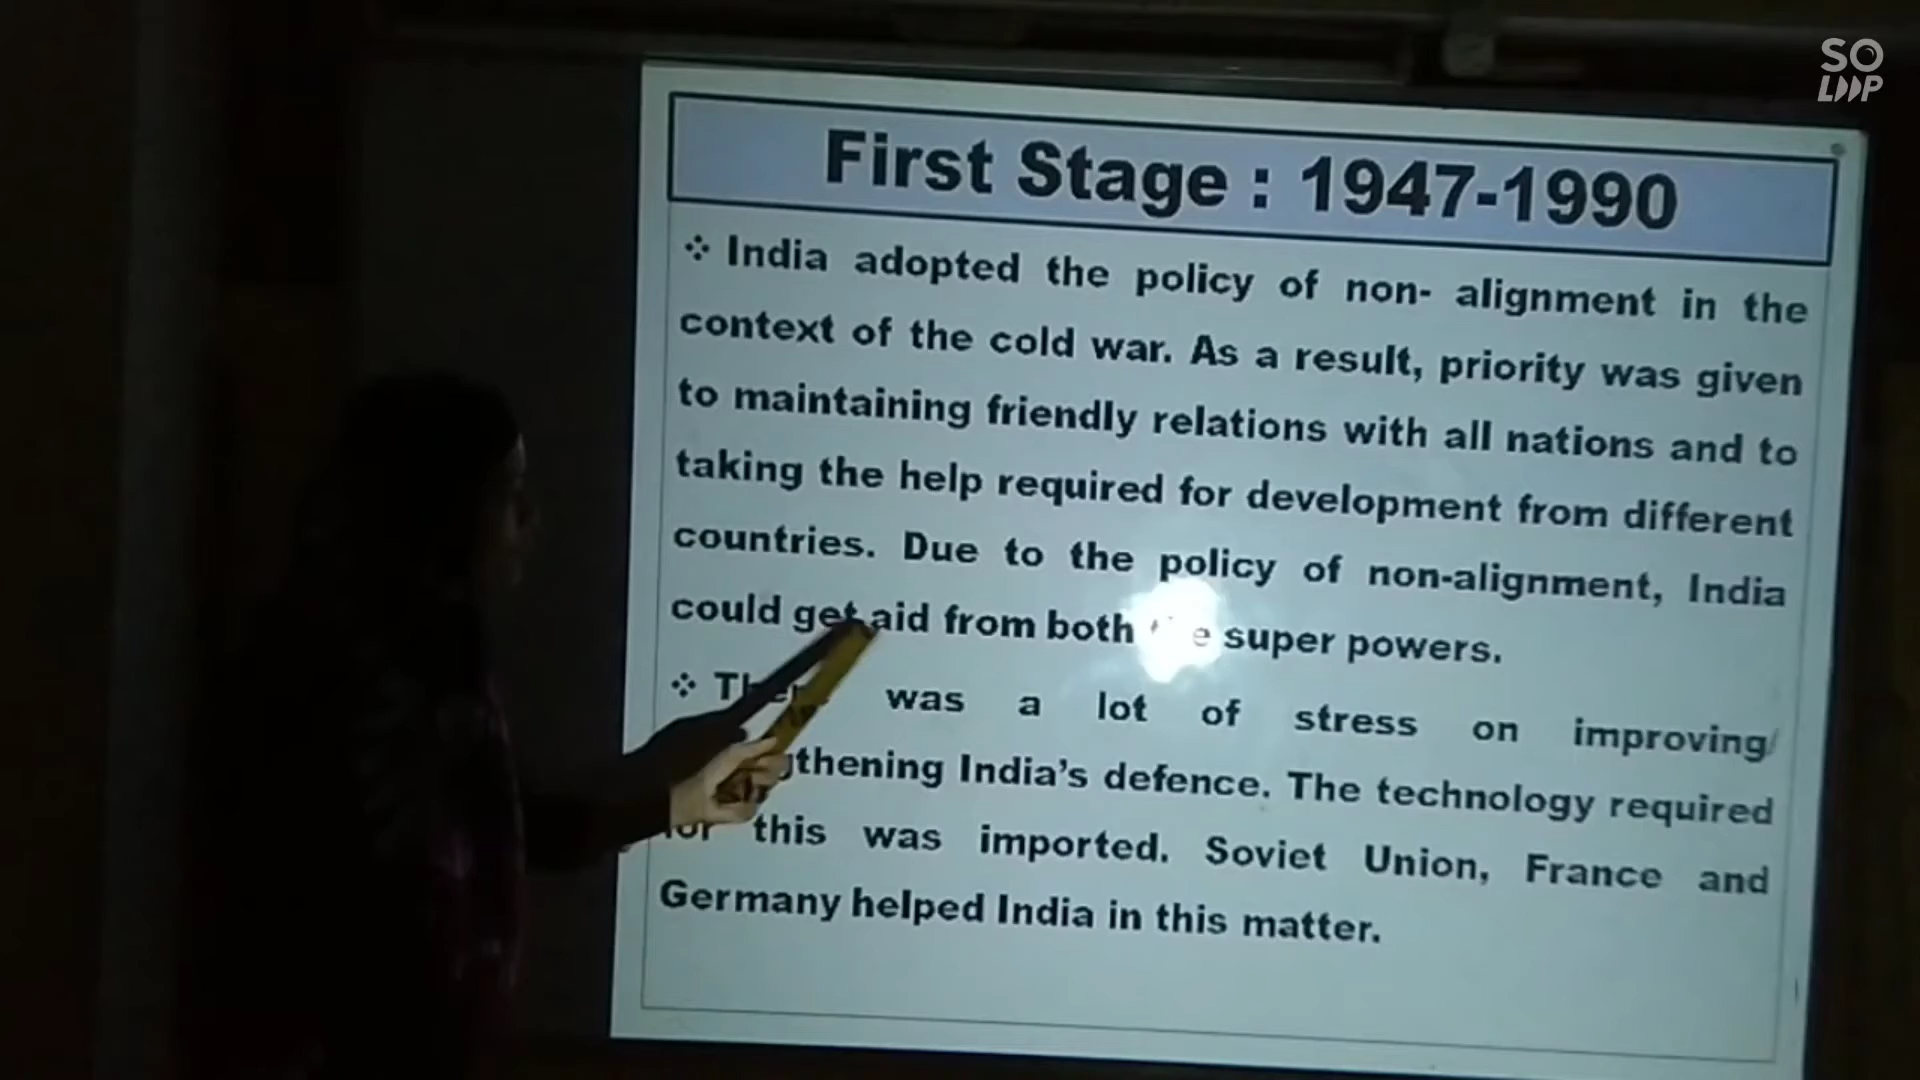 SO
LOOP
First Stage : 1947-1990
❖ India adopted the policy of non- alignment in the
context of the cold war. As a result, priority was given
to maintaining friendly relations with all nations and to
taking the help required for development from different
countries. Due to the policy of non-alignment, India
could get aid from both the super powers.
❖ was a lot of stress on improving/
India's defence. The technology required
for this was imported. Soviet Union, France and
Germany helped India in this matter.